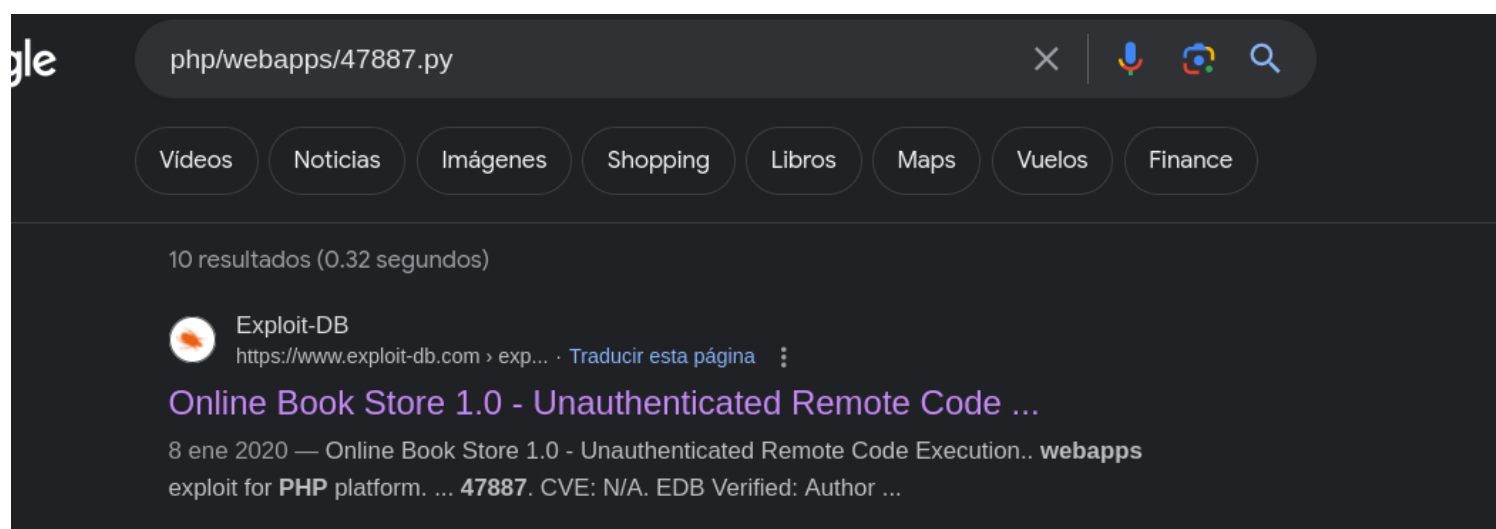 gle
php/webapps/47887.py
Vídeos Noticias Imágenes Shopping Libros Maps Vuelos Finance
10 resultados (0.32 segundos)
Exploit-DB
https://www.exploit-db.com › exp... · Traducir esta página
Online Book Store 1.0 - Unauthenticated Remote Code ...
8 ene 2020 — Online Book Store 1.0 - Unauthenticated Remote Code Execution.. webapps
exploit for PHP platform. ... 47887. CVE: N/A. EDB Verified: Author ...